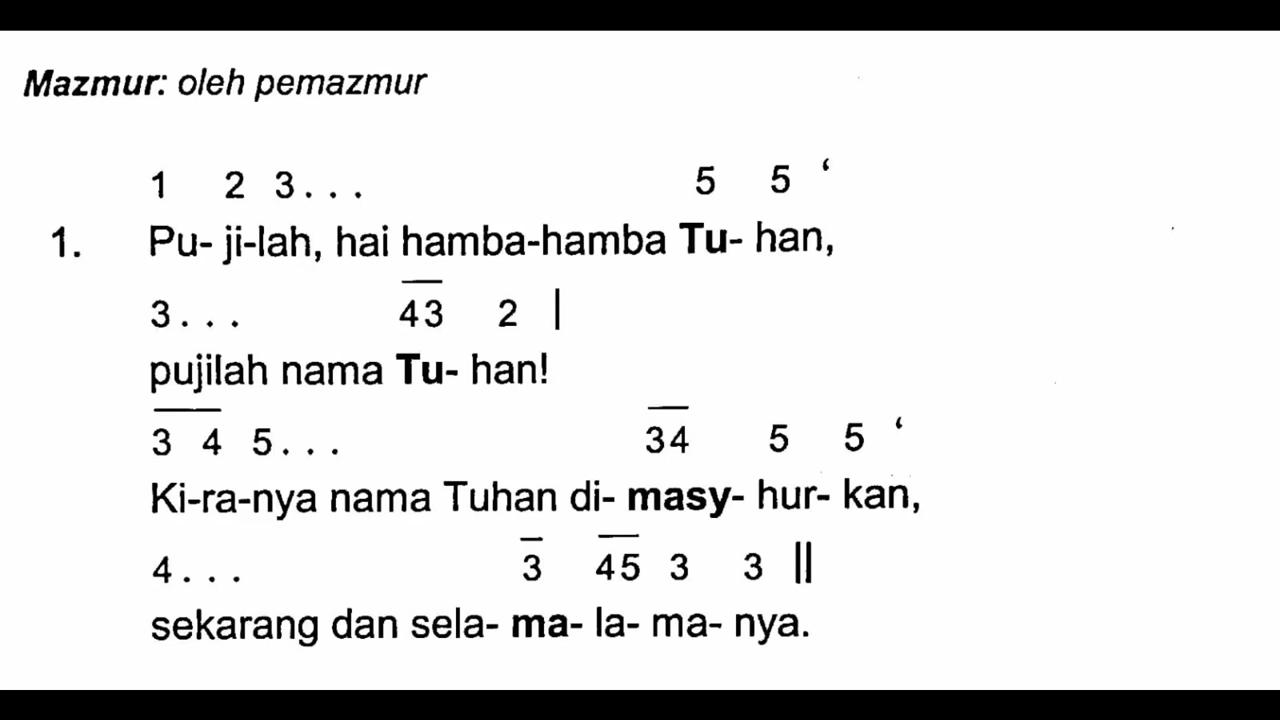 Mazmur: oleh pemazmur
1 2 3... 5 5 ‘
1. Pu- ji-lah, hai hamba-hamba Tu- han,
3... 43 2 |
pujilah nama Tu- han!
3 4 5... 34 5 5 ‘
Ki-ra-nya nama Tuhan di- masy- hur- kan,
4... 3 45 3 3 ||
sekarang dan sela- ma- la- ma- nya.